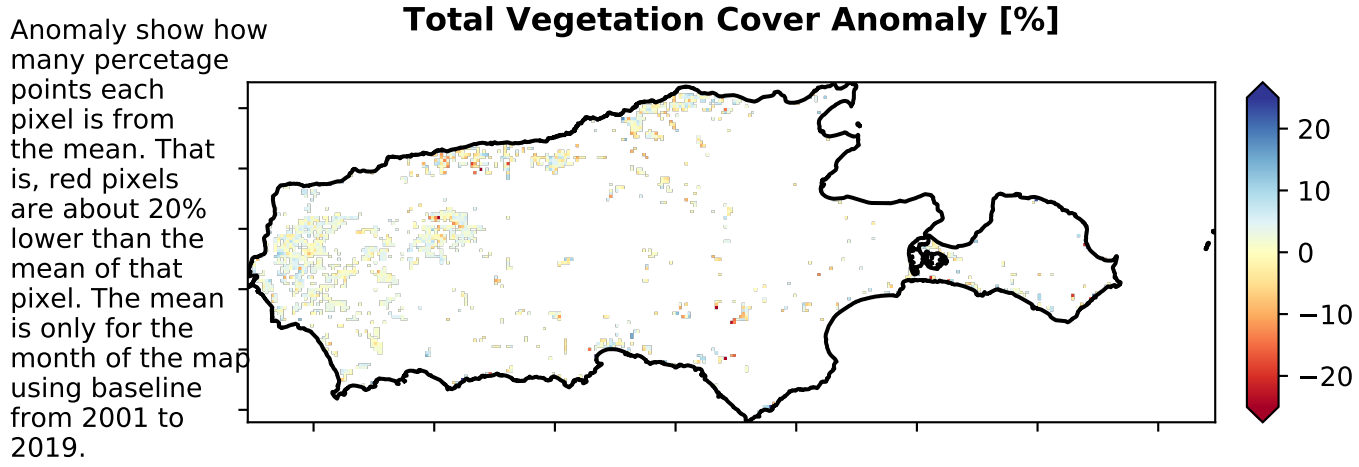 Total Vegetation Cover Anomaly [%]
Anomaly show how
many percetage
points each
pixel is from
the mean. That
is, red pixels
are about 20%
lower than the
mean of that
pixel. The mean
is only for the
month of the map
using baseline
from 2001 to
2019.
20
10
0
−10
−20